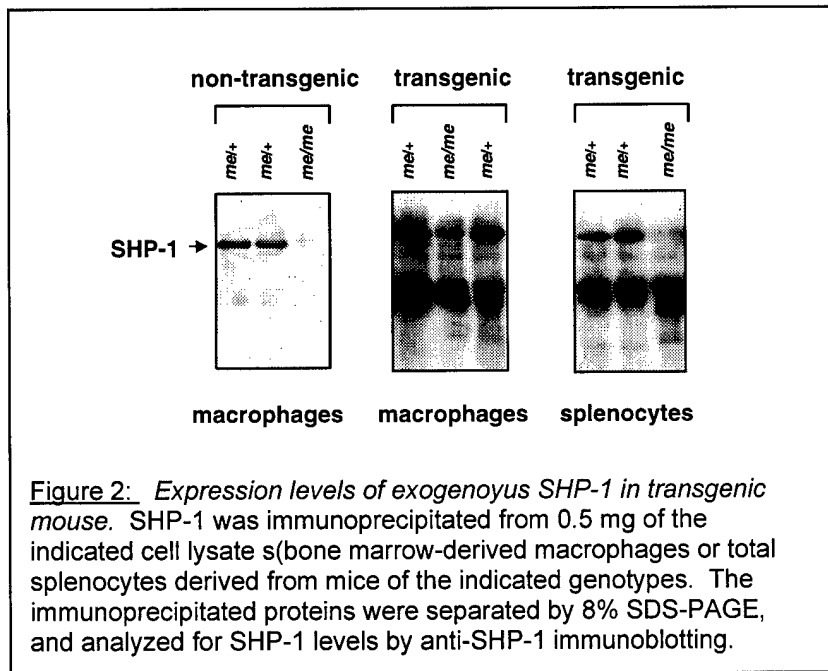 non-transgenic transgenic transgenic
me/+ me/+ me/me me/+ me/me me/+ me/+ me/+ me/me
SHP-1
macrophages macrophages splenocytes
Figure 2: Expression levels of exogenoyus SHP-1 in transgenic
mouse. SHP-1 was immunoprecipitated from 0.5 mg of the
indicated cell lysate s(bone marrow-derived macrophages or total
splenocytes derived from mice of the indicated genotypes. The
immunoprecipitated proteins were separated by 8% SDS-PAGE,
and analyzed for SHP-1 levels by anti-SHP-1 immunoblotting.